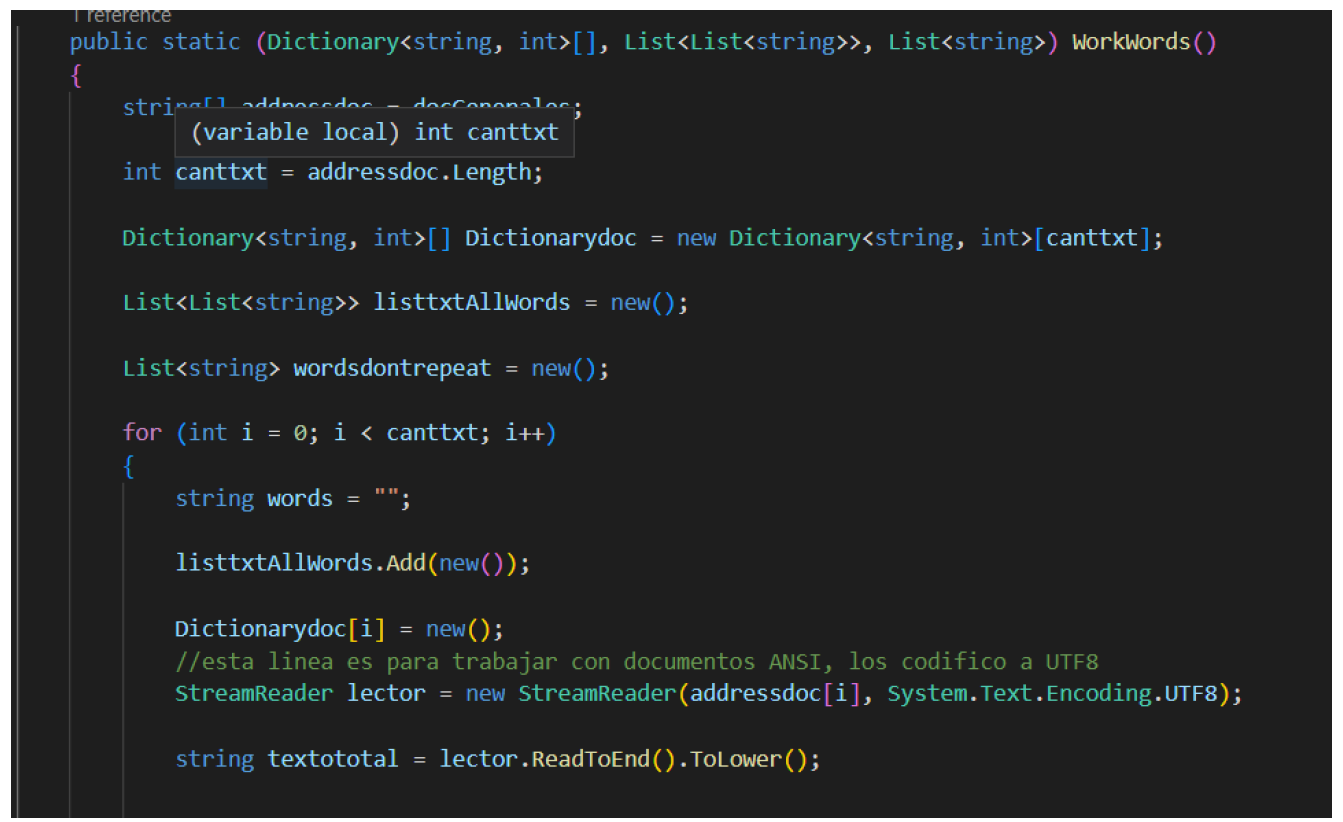 1 reference
public static (Dictionary<string, int>[], List<List<string>>, List<string>) WorkWords()
{
string[] addressdoc = docGenerales;
(variable local) int canttxt
int canttxt = addressdoc.Length;
Dictionary<string, int>[] Dictionarydoc = new Dictionary<string, int>[canttxt];
List<List<string>> listtxtAllWords = new();
List<string> wordsdontrepeat = new();
for (int i = 0; i < canttxt; i++)
{
string words = "";
listtxtAllWords.Add(new());
Dictionarydoc[i] = new();
//esta linea es para trabajar con documentos ANSI, los codifico a UTF8
StreamReader lector = new StreamReader(addressdoc[i], System.Text.Encoding.UTF8);
string textototal = lector.ReadToEnd().ToLower();